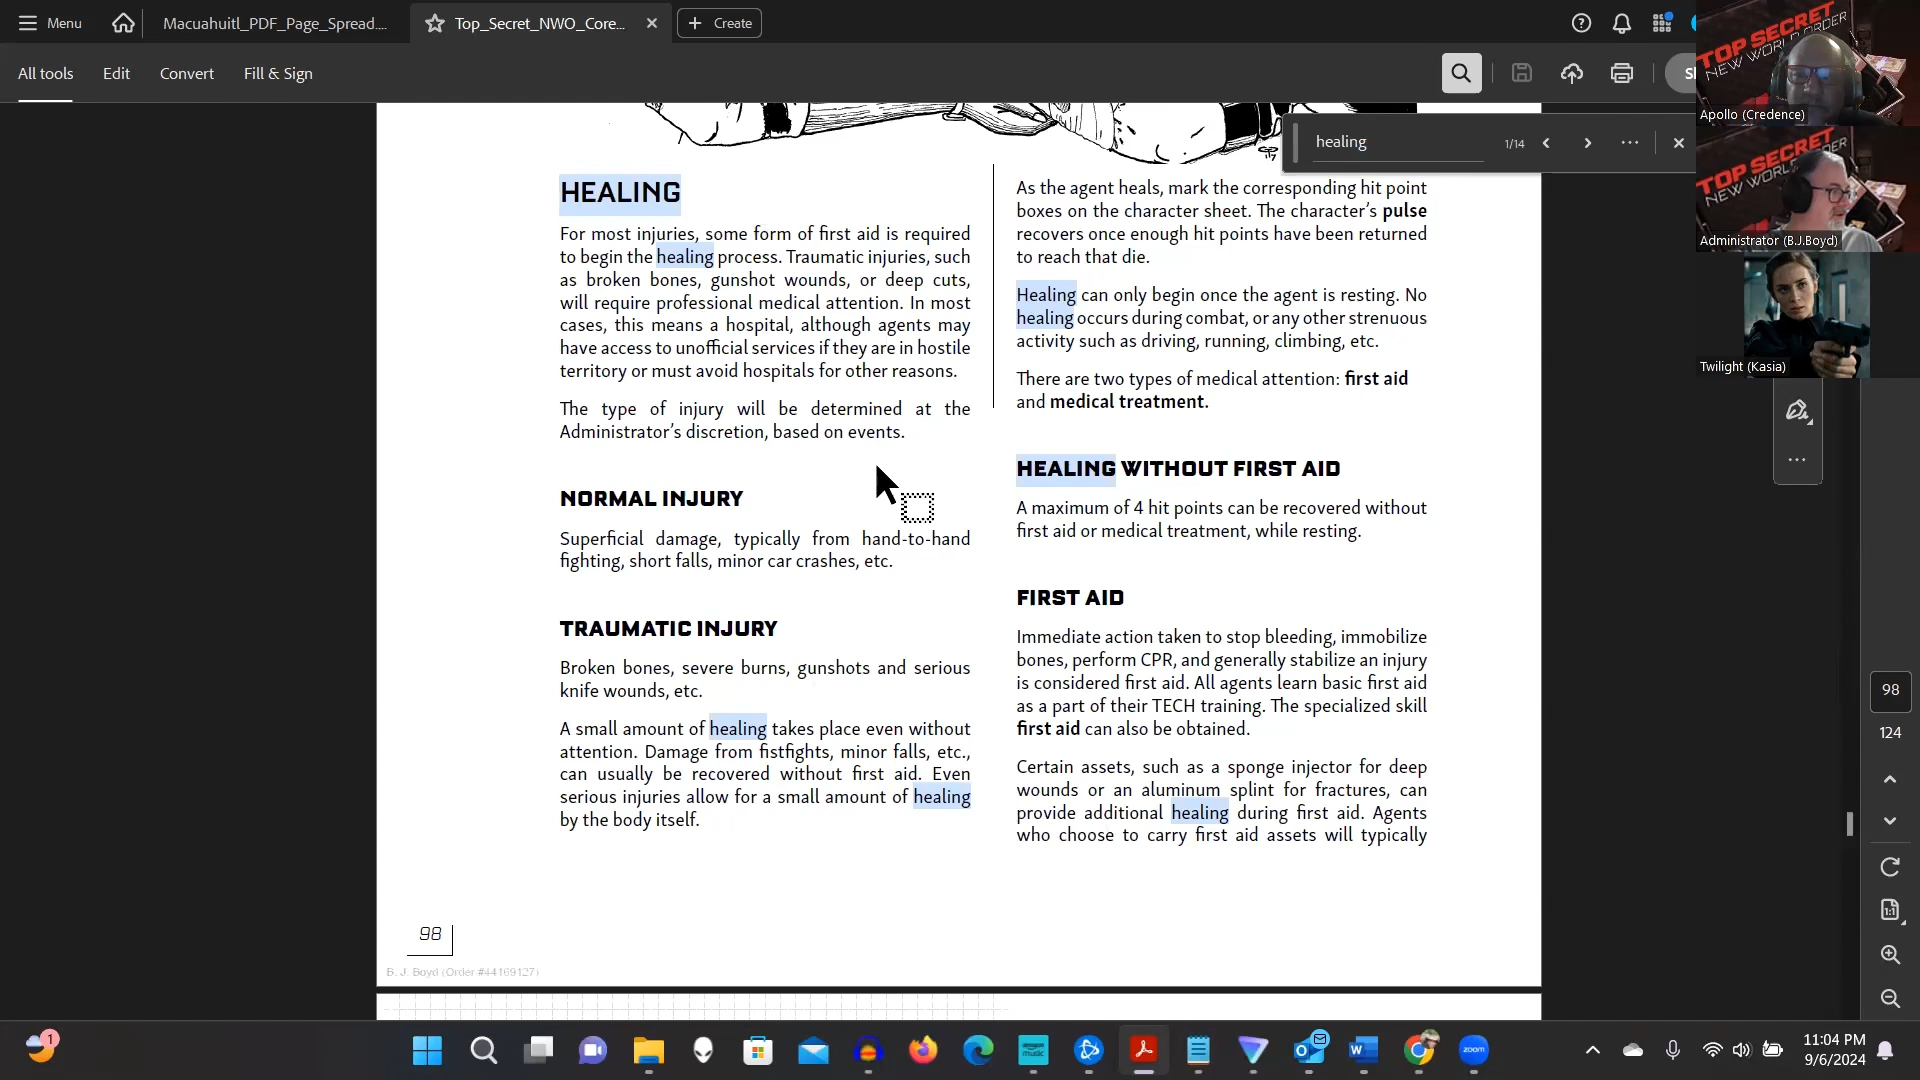 Menu
Macuahuitl_PDF_Page_Spread....
Top_Secret_NWO_Core...
Create
All tools
Edit
Convert
Fill & Sign
healing
1/14
TOP SECRET
NEW WORLD ORDER
Apollo (Credence)
TOP SECRET
Administrator (B.J.Boyd)
Twilight (Kasia)
HEALING
For most injuries, some form of first aid is required
to begin the healing process. Traumatic injuries, such
as broken bones, gunshot wounds, or deep cuts,
will require professional medical attention. In most
cases, this means a hospital, although agents may
have access to unofficial services if they are in hostile
territory or must avoid hospitals for other reasons.
The type of injury will be determined at the
Administrator's discretion, based on events.
NORMAL INJURY
Superficial damage, typically from hand-to-hand
fighting, short falls, minor car crashes, etc.
TRAUMATIC INJURY
Broken bones, severe burns, gunshots and serious
knife wounds, etc.
A small amount of healing takes place even without
attention. Damage from fistfights, minor falls, etc.,
can usually be recovered without first aid. Even
serious injuries allow for a small amount of healing
by the body itself.
As the agent heals, mark the corresponding hit point
boxes on the character sheet. The character's pulse
recovers once enough hit points have been returned
to reach that die.
Healing can only begin once the agent is resting. No
healing occurs during combat, or any other strenuous
activity such as driving, running, climbing, etc.
There are two types of medical attention: first aid
and medical treatment.
HEALING WITHOUT FIRST AID
A maximum of 4 hit points can be recovered without
first aid or medical treatment, while resting.
FIRST AID
Immediate action taken to stop bleeding, immobilize
bones, perform CPR, and generally stabilize an injury
is considered first aid. All agents learn basic first aid
as a part of their TECH training. The specialized skill
first aid can also be obtained.
Certain assets, such as a sponge injector for deep
wounds or an aluminum splint for fractures, can
provide additional healing during first aid. Agents
who choose to carry first aid assets will typically
98
B. J. Boyd (Order #44169127)
98
124
1:1
1
amazon music
zoom
11:04 PM
9/6/2024